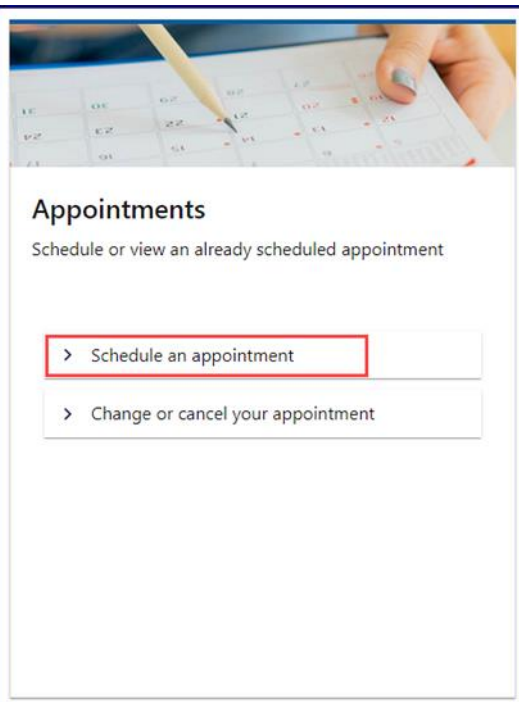 Appointments
Schedule or view an already scheduled appointment
> Schedule an appointment
> Change or cancel your appointment